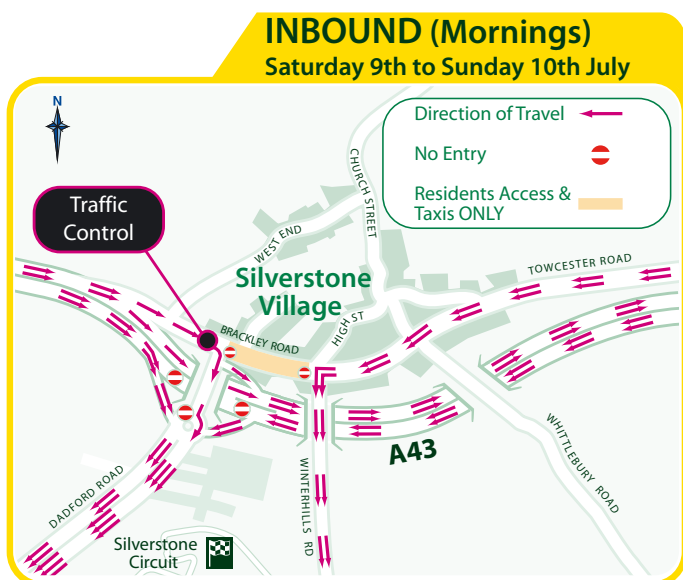 INBOUND (Mornings)
Saturday 9th to Sunday 10th July
N
Direction of Travel
No Entry
Residents Access &
Taxis ONLY
Traffic
Control
CHURCH STREET
WEST END
TOWCESTER ROAD
Silverstone
Village
HIGH ST
BRACKLEY ROAD
A43
WHITTLEBURY ROAD
DADFORD ROAD
WINTERHILLS RD
Silverstone
Circuit